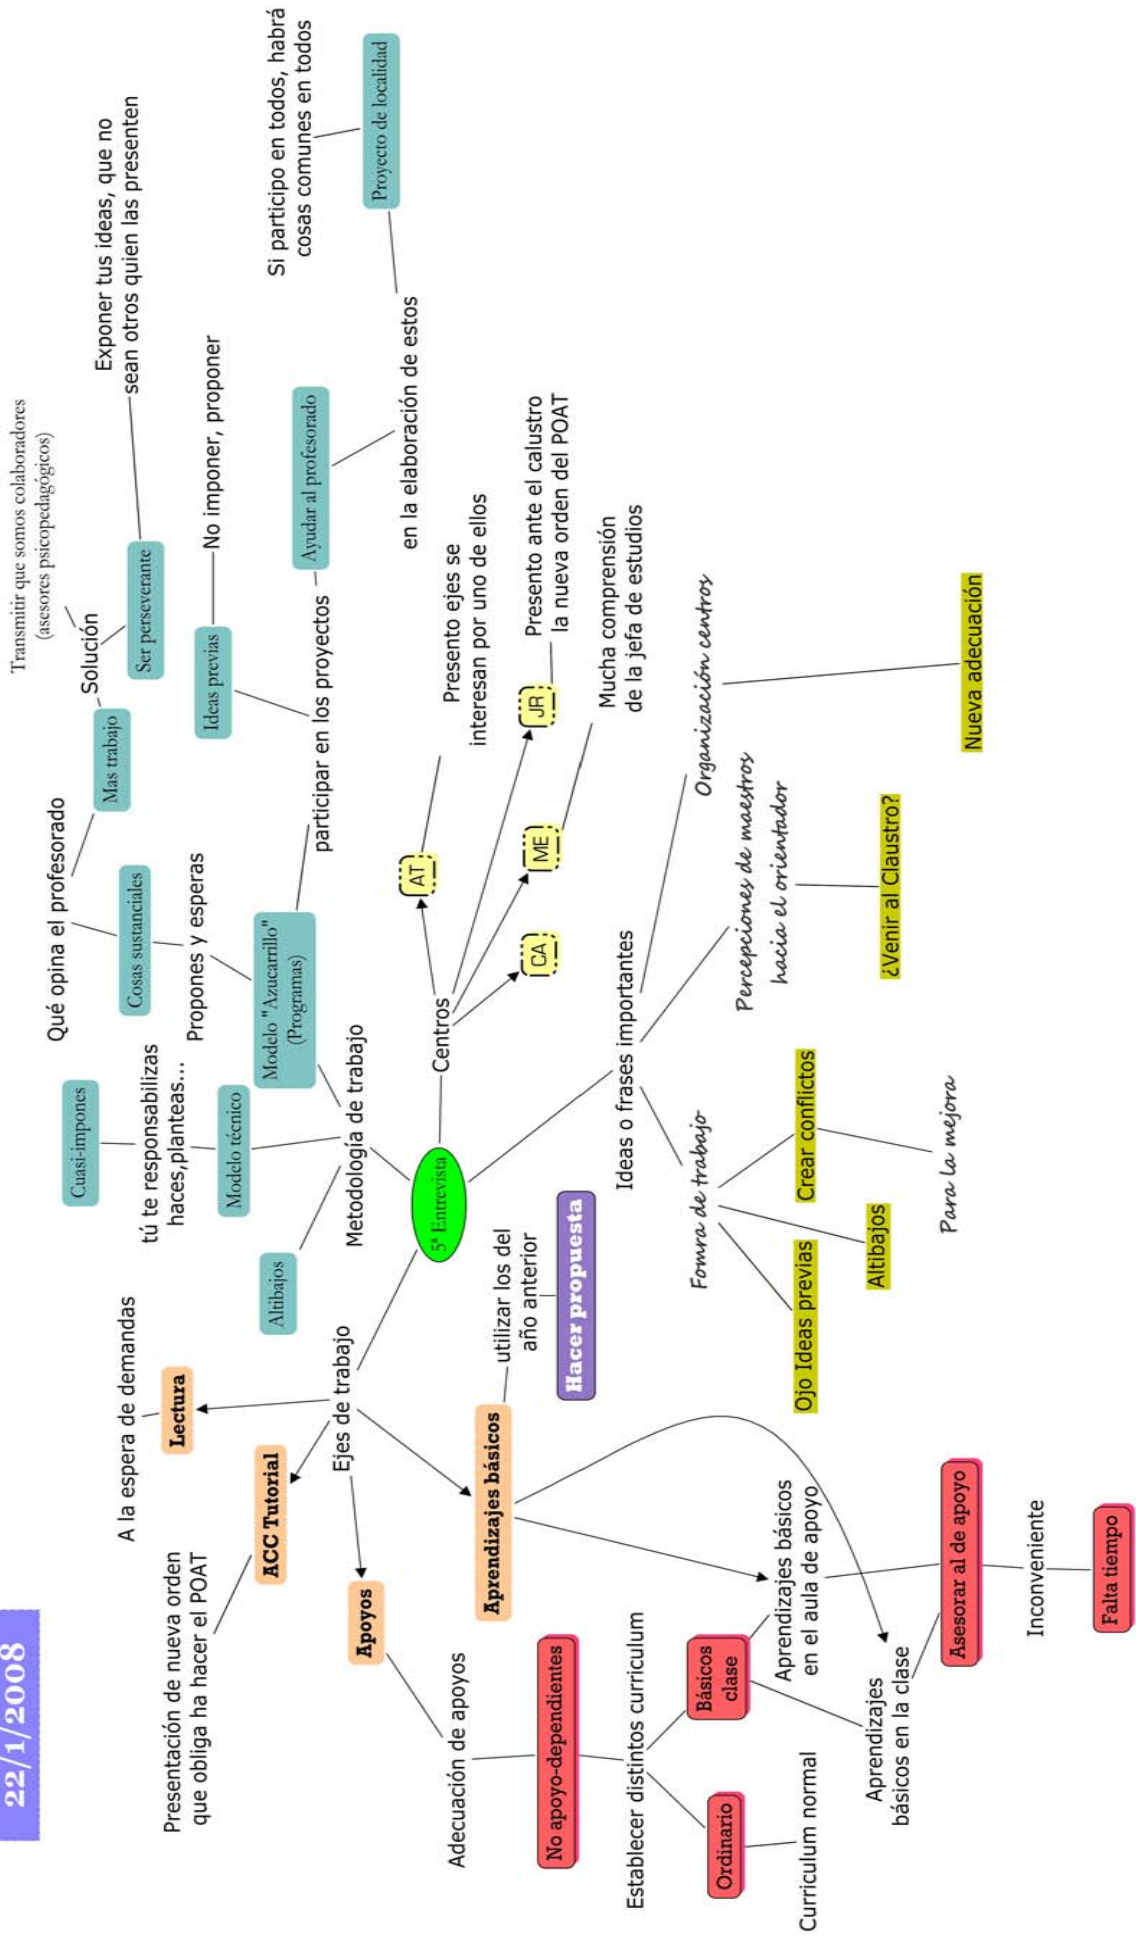 22/1/2008
Presentación de nueva orden
que obliga ha hacer el POAT
ACC Tutorial
A la espera de demandas
Lectura
Apoyos
Ejes de trabajo
Adecuación de apoyos
No apoyo-dependientes
Establecer distintos curriculum
Ordinario
Curriculum normal
Básicos
clase
Aprendizajes básicos
utilizar los del
año anterior
Hacer propuesta
Aprendizajes básicos
en el aula de apoyo
Aprendizajes
básicos en la clase
Asesorar al de apoyo
Inconveniente
Falta tiempo
5ª Entrevista
Metodología de trabajo
Altibajos
Modelo técnico
tú te responsabilizas
haces,planteas...
Cuasi-impones
Modelo "Azucarrillo"
(Programas)
Propones y esperas
Cosas sustanciales
Qué opina el profesorado
Mas trabajo
Solución
Transmitir que somos colaboradores
(asesores psicopedagógicos)
Ser perseverante
Exponer tus ideas, que no
sean otros quien las presenten
participar en los proyectos
Ideas previas
No imponer, proponer
Ayudar al profesorado
en la elaboración de estos
Proyecto de localidad
Si participo en todos, habrá
cosas comunes en todos
Centros
AT
Presento ejes se
interesan por uno de ellos
CA
ME
Mucha comprensión
de la jefa de estudios
JR
Presento ante el calustro
la nueva orden del POAT
Ideas o frases importantes
Fomra de trabajo
Ojo Ideas previas
Altibajos
Crear conflictos
Para la mejora
Percepciones de maestros
hacia el orientador
¿Venir al Claustro?
Organización centros
Nueva adecuación